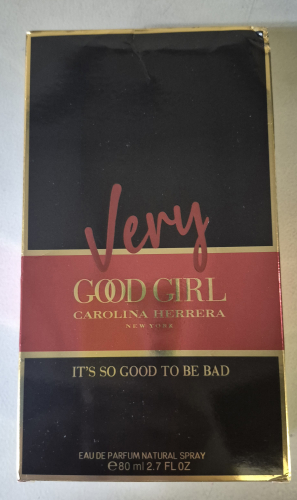 Very
GOOD GIRL
CAROLINA HERRERA
NEW YORK
IT'S SO GOOD TO BE BAD
EAU DE PARFUM NATURAL SPRAY
℮80 ml 2.7 FL OZ